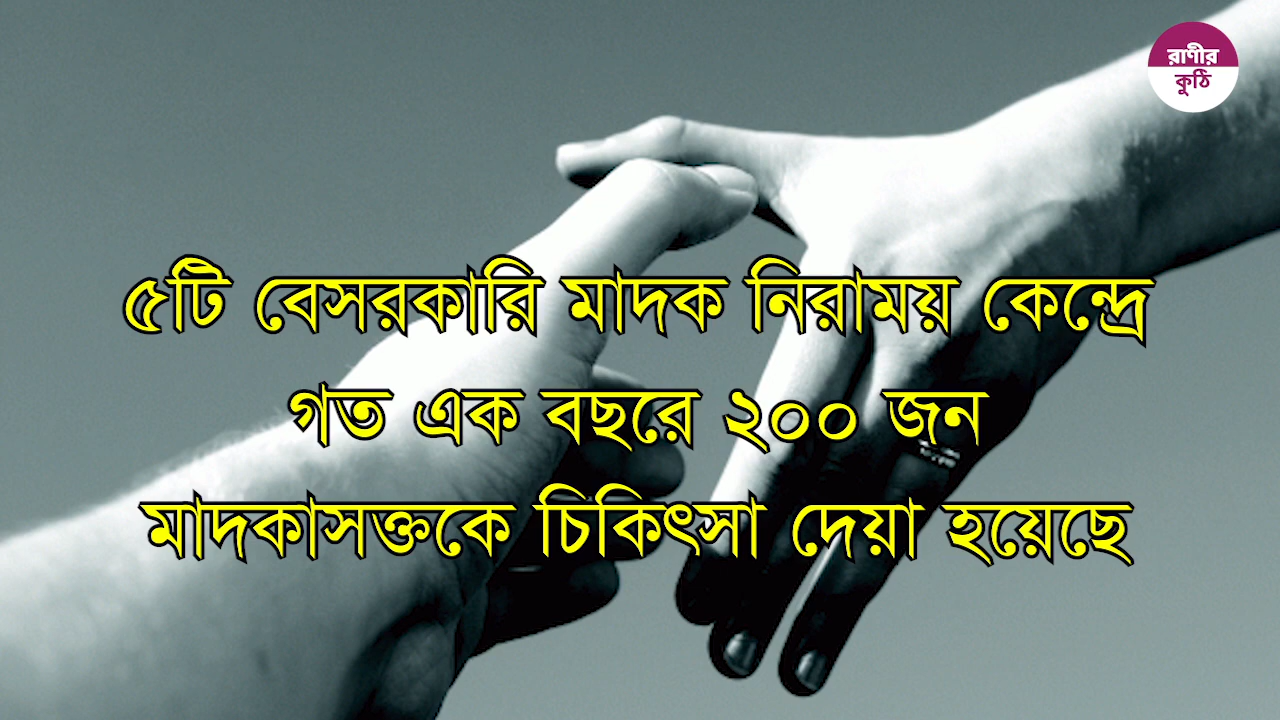 রাণীর
কুঠি
৫টি বেসরকারি মাদক নিরাময় কেন্দ্রে
গত এক বছরে ২০০ জন
মাদকাসক্তকে চিকিৎসা দেয়া হয়েছে